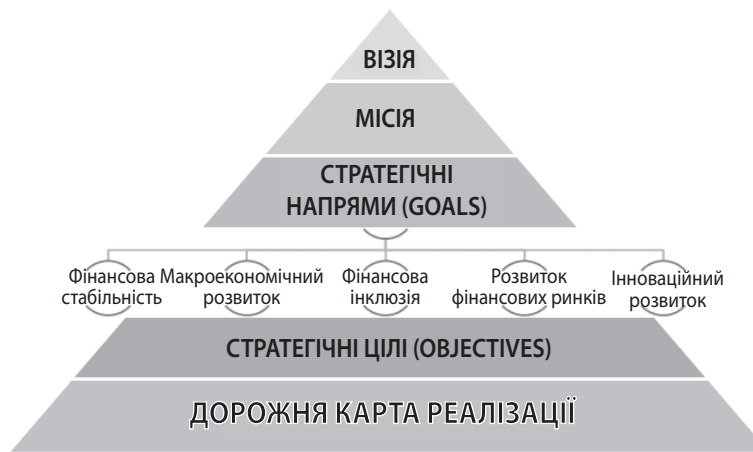 ВІЗІЯ
МІСІЯ
СТРАТЕГІЧНІ
НАПРЯМИ (GOALS)
Фінансова
стабільність
Макроекономічний
розвиток
Фінансова
інклюзія
Розвиток
фінансових ринків
Інноваційний
розвиток
СТРАТЕГІЧНІ ЦІЛІ (OBJECTIVES)
ДОРОЖНЯ КАРТА РЕАЛІЗАЦІЇ